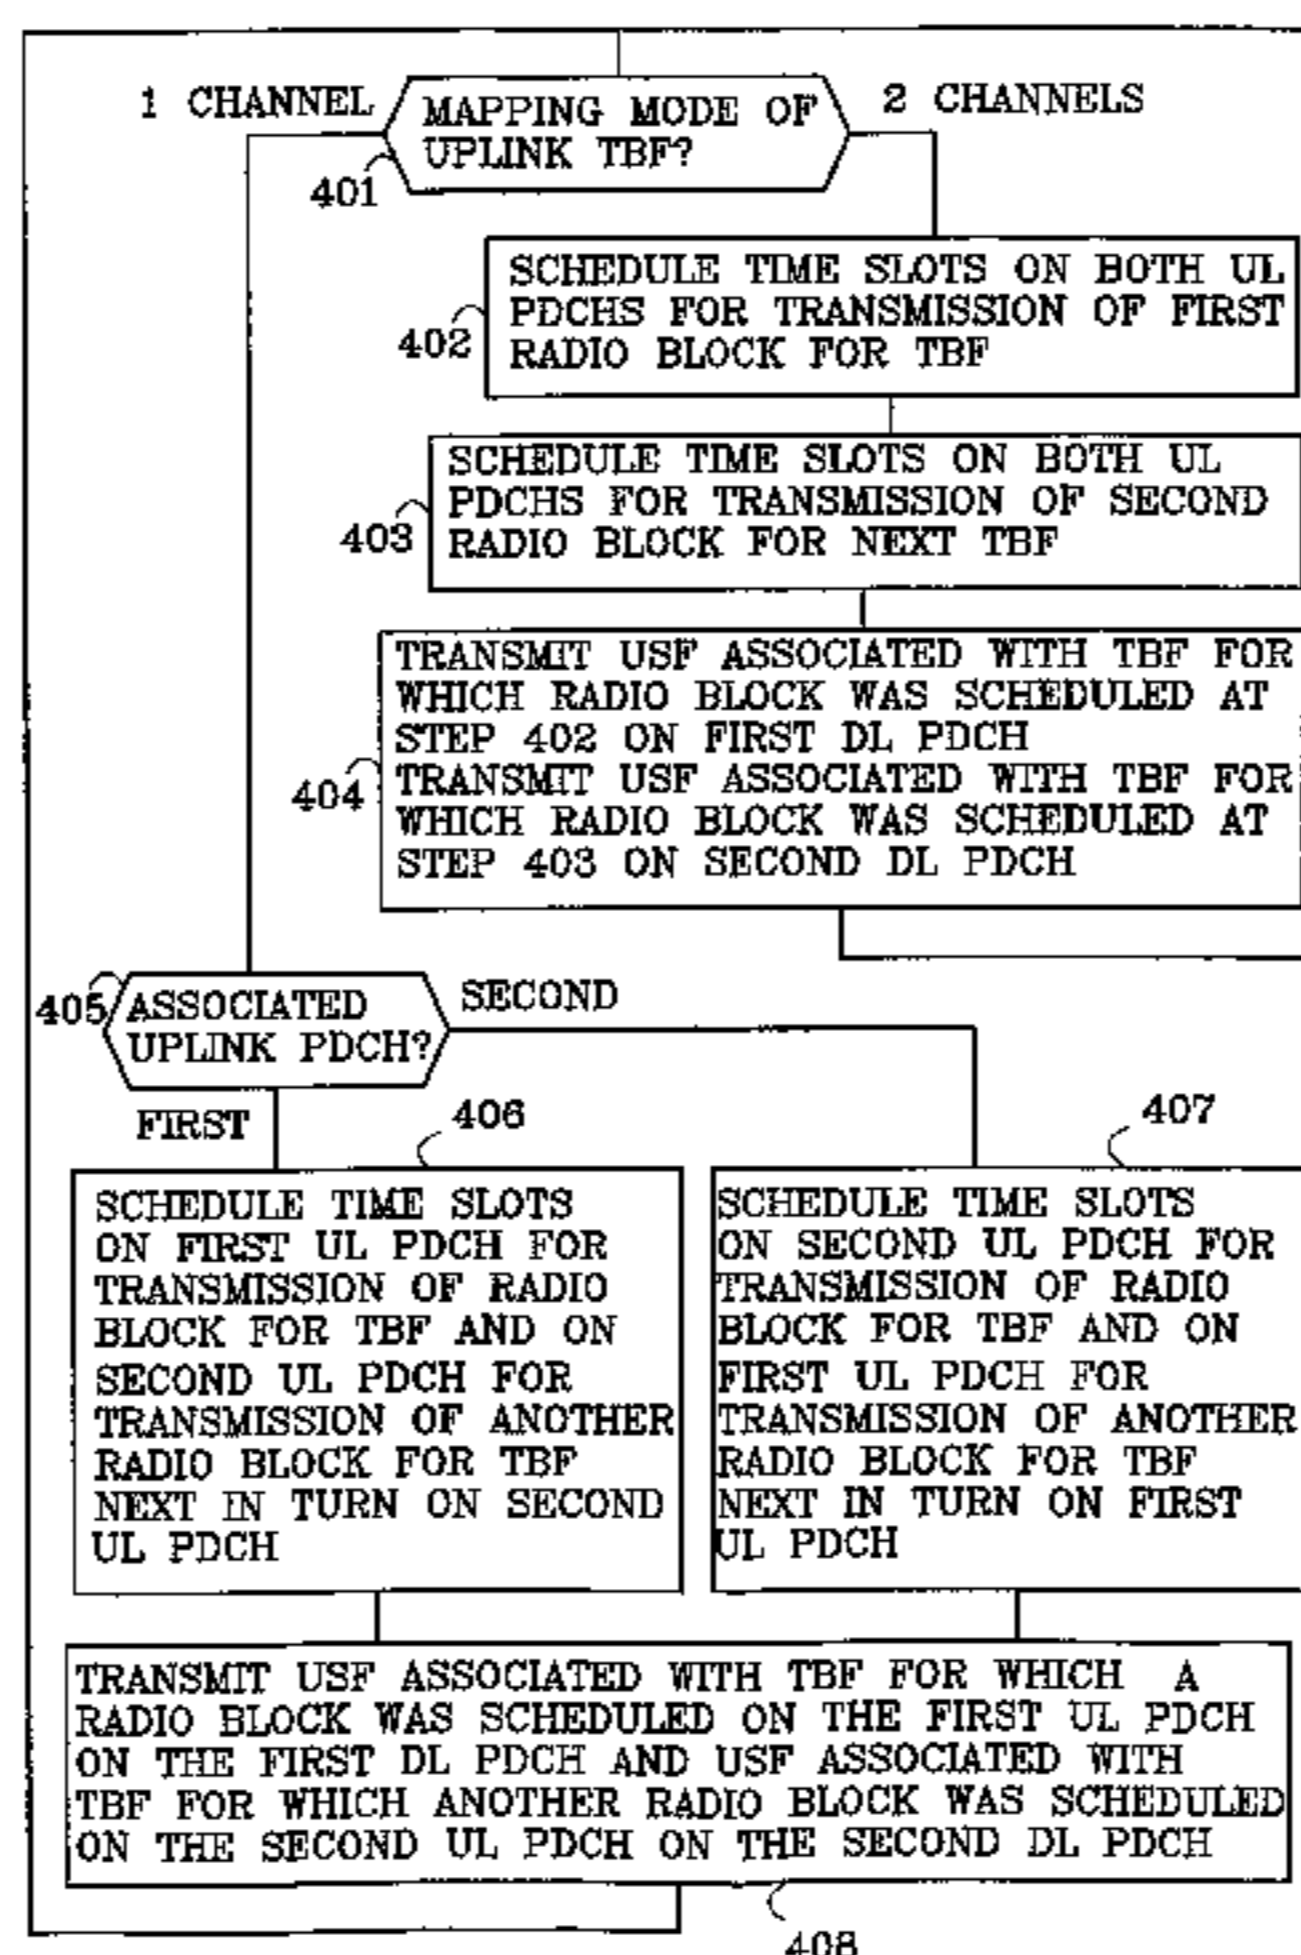 1 CHANNEL
MAPPING MODE OF
UPLINK TBF?
2 CHANNELS
401
SCHEDULE TIME SLOTS ON BOTH UL
PDCHS FOR TRANSMISSION OF FIRST
RADIO BLOCK FOR TBF
402
SCHEDULE TIME SLOTS ON BOTH UL
PDCHS FOR TRANSMISSION OF SECOND
RADIO BLOCK FOR NEXT TBF
403
TRANSMIT USF ASSOCIATED WITH TBF FOR
WHICH RADIO BLOCK WAS SCHEDULED AT
STEP 402 ON FIRST DL PDCH
TRANSMIT USF ASSOCIATED WITH TBF FOR
WHICH RADIO BLOCK WAS SCHEDULED AT
STEP 403 ON SECOND DL PDCH
404
405
ASSOCIATED
UPLINK PDCH?
SECOND
FIRST
406
407
SCHEDULE TIME SLOTS
ON FIRST UL PDCH FOR
TRANSMISSION OF RADIO
BLOCK FOR TBF AND ON
SECOND UL PDCH FOR
TRANSMISSION OF ANOTHER
RADIO BLOCK FOR TBF
NEXT IN TURN ON SECOND
UL PDCH
SCHEDULE TIME SLOTS
ON SECOND UL PDCH FOR
TRANSMISSION OF RADIO
BLOCK FOR TBF AND ON
FIRST UL PDCH FOR
TRANSMISSION OF ANOTHER
RADIO BLOCK FOR TBF
NEXT IN TURN ON FIRST
UL PDCH
TRANSMIT USF ASSOCIATED WITH TBF FOR WHICH A
RADIO BLOCK WAS SCHEDULED ON THE FIRST UL PDCH
ON THE FIRST DL PDCH AND USF ASSOCIATED WITH
TBF FOR WHICH ANOTHER RADIO BLOCK WAS SCHEDULED
ON THE SECOND UL PDCH ON THE SECOND DL PDCH
408